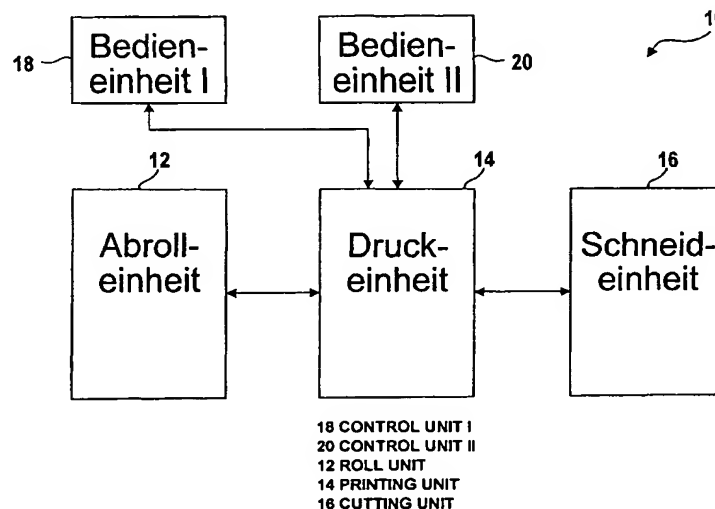 18
Bedien-
einheit I
Bedien-
einheit II
20
12
14
16
Abroll-
einheit
Druck-
einheit
Schneid-
einheit
18 CONTROL UNIT I
20 CONTROL UNIT II
12 ROLL UNIT
14 PRINTING UNIT
16 CUTTING UNIT